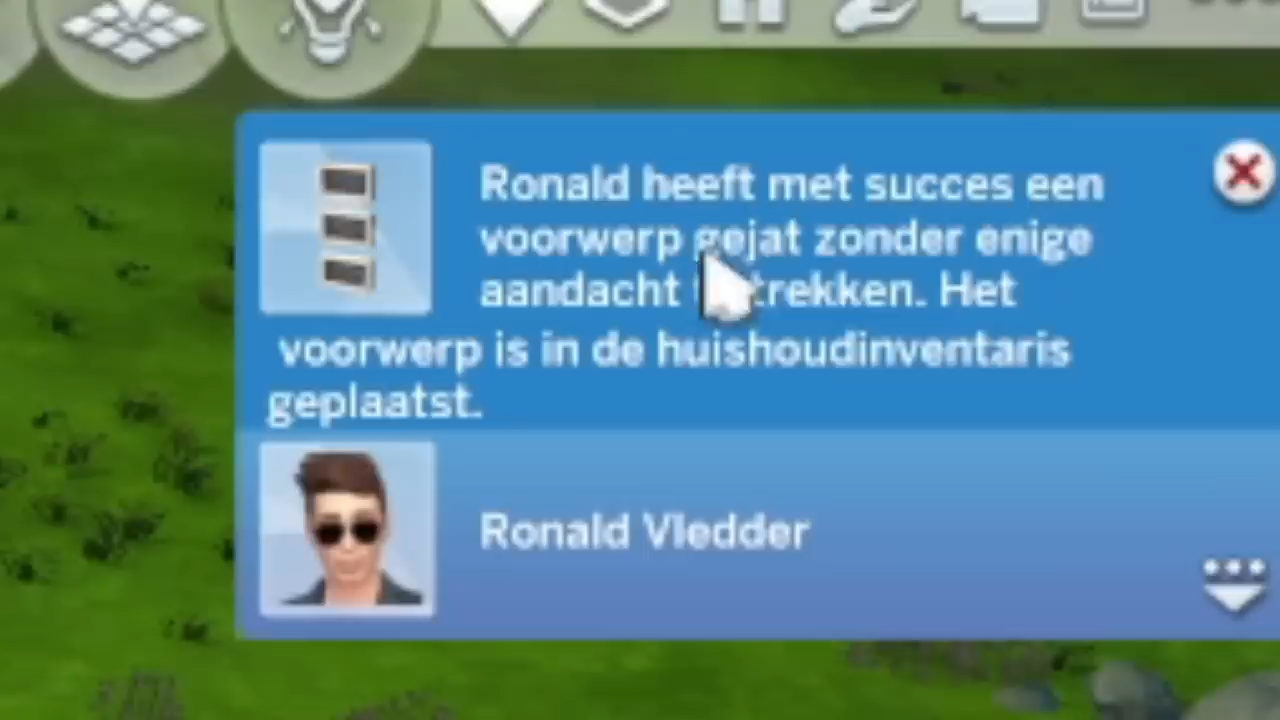 Ronald heeft met succes een
voorwerp gejat zonder enige
aandacht trekken. Het
voorwerp is in de huishoudinventaris
geplaatst.
Ronald Vledder